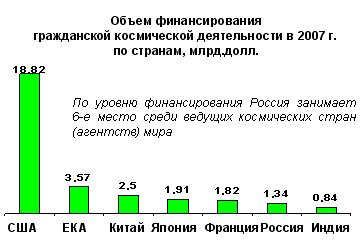 Объем финансирования
гражданской космической деятельности в 2007 г.
по странам, млрд.долл.
18,82
По уровню финансирования Россия занимает
6-е место среди ведущих космических стран
(агентств) мира
3,57
2,5
1,91
1,82
1,34
0,84
США ЕКА Китай Япония Франция Россия Индия